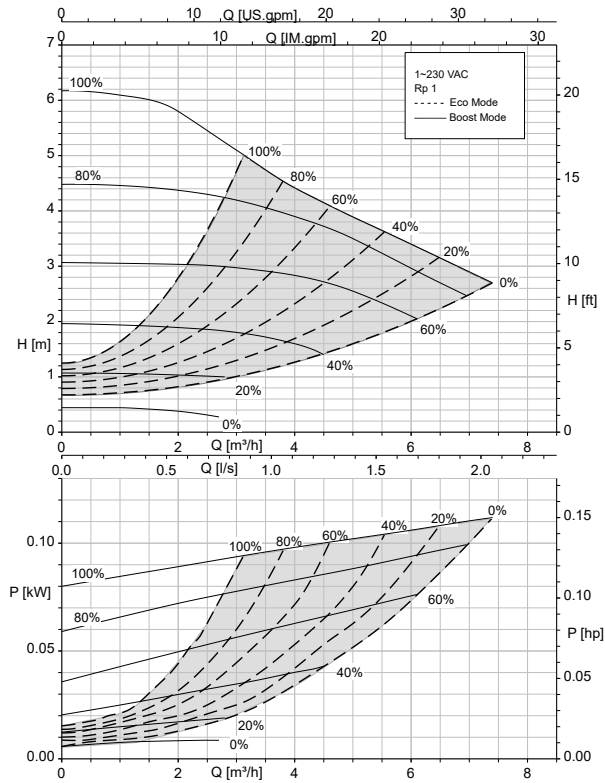 Q [US.gpm]
0 10 20 30
Q [IM.gpm]
0 10 20 30
1~230 VAC
Rp 1
Eco Mode
Boost Mode
7
6
5
4
3
2
1
0
H [m]
20
15
10
5
0
H [ft]
100%
80%
100%
80%
60%
40%
20%
0%
60%
40%
20%
0%
0 2 4 6 8
Q [m³/h]
0.0 0.5 1.0 1.5 2.0
Q [l/s]
0.10
0.05
0.00
P [kW]
0.15
0.10
0.05
0.00
P [hp]
100%
80%
100%
80%
60%
40%
20%
0%
60%
40%
20%
0%
0 2 4 6 8
Q [m³/h]